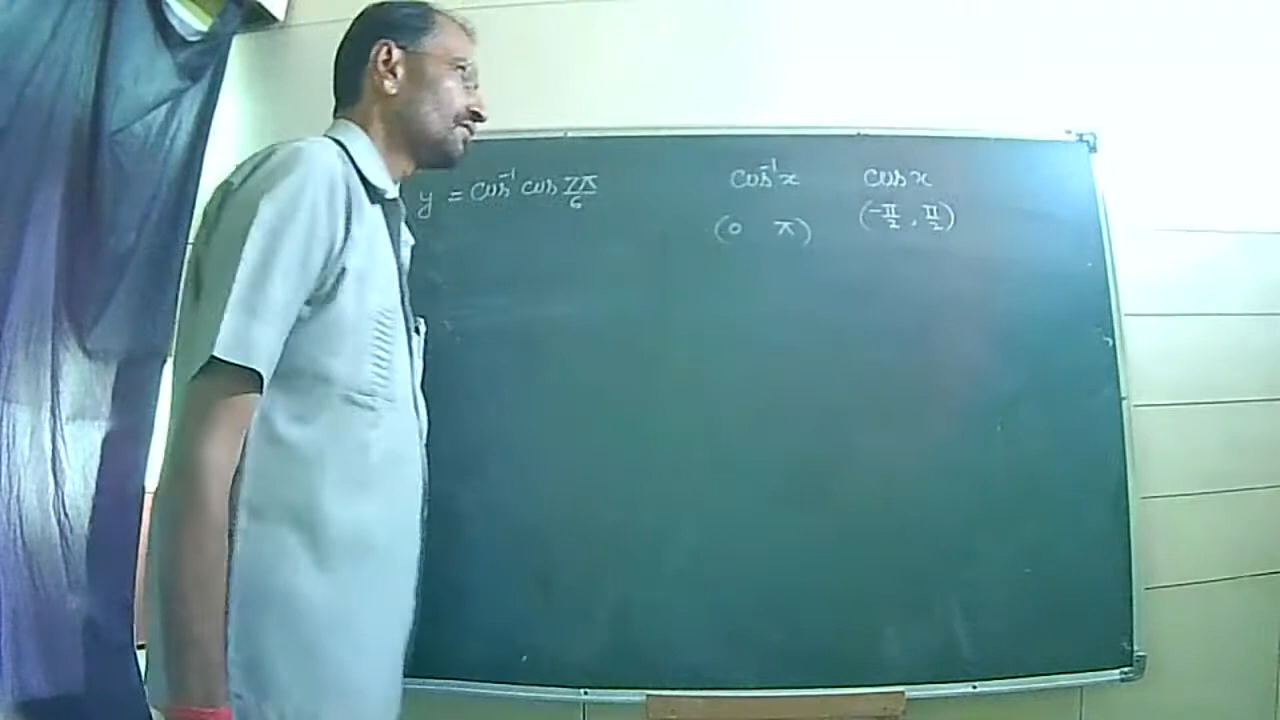 y = cos⁻¹ cos 7π/6
cos⁻¹x cos x
(0 π) (-π/2, π/2)